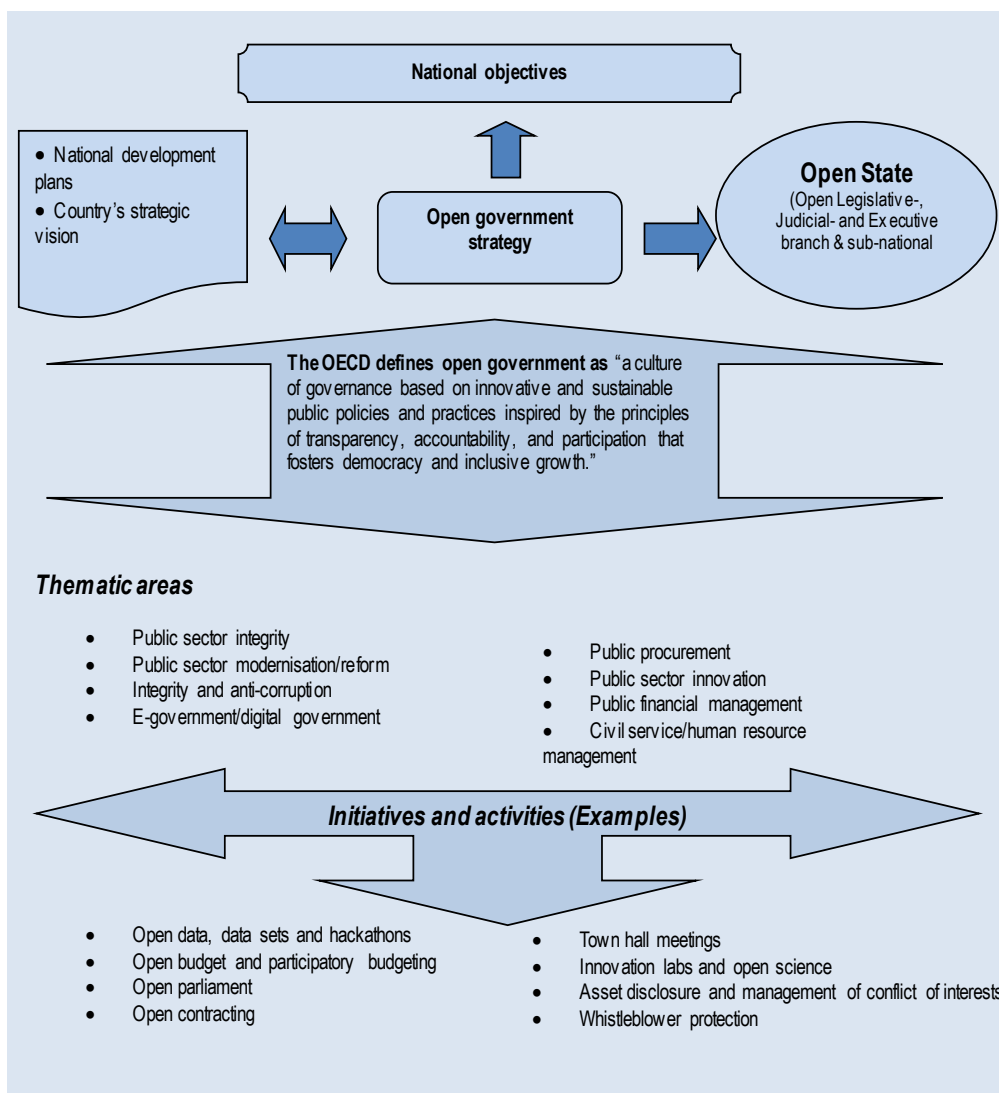 National objectives
• National development
plans
• Country's strategic
vision
Open government
strategy
Open State
(Open Legislative-,
Judicial- and Executive
branch & sub-national
The OECD defines open government as “a culture
of governance based on innovative and sustainable
public policies and practices inspired by the principles
of transparency, accountability, and participation that
fosters democracy and inclusive growth.”
Thematic areas
• Public sector integrity
• Public sector modernisation/reform
• Integrity and anti-corruption
• E-government/digital government
• Public procurement
• Public sector innovation
• Public financial management
• Civil service/human resource
management
Initiatives and activities (Examples)
• Open data, data sets and hackathons
• Open budget and participatory budgeting
• Open parliament
• Open contracting
• Town hall meetings
• Innovation labs and open science
• Asset disclosure and management of conflict of interests
• Whistleblower protection